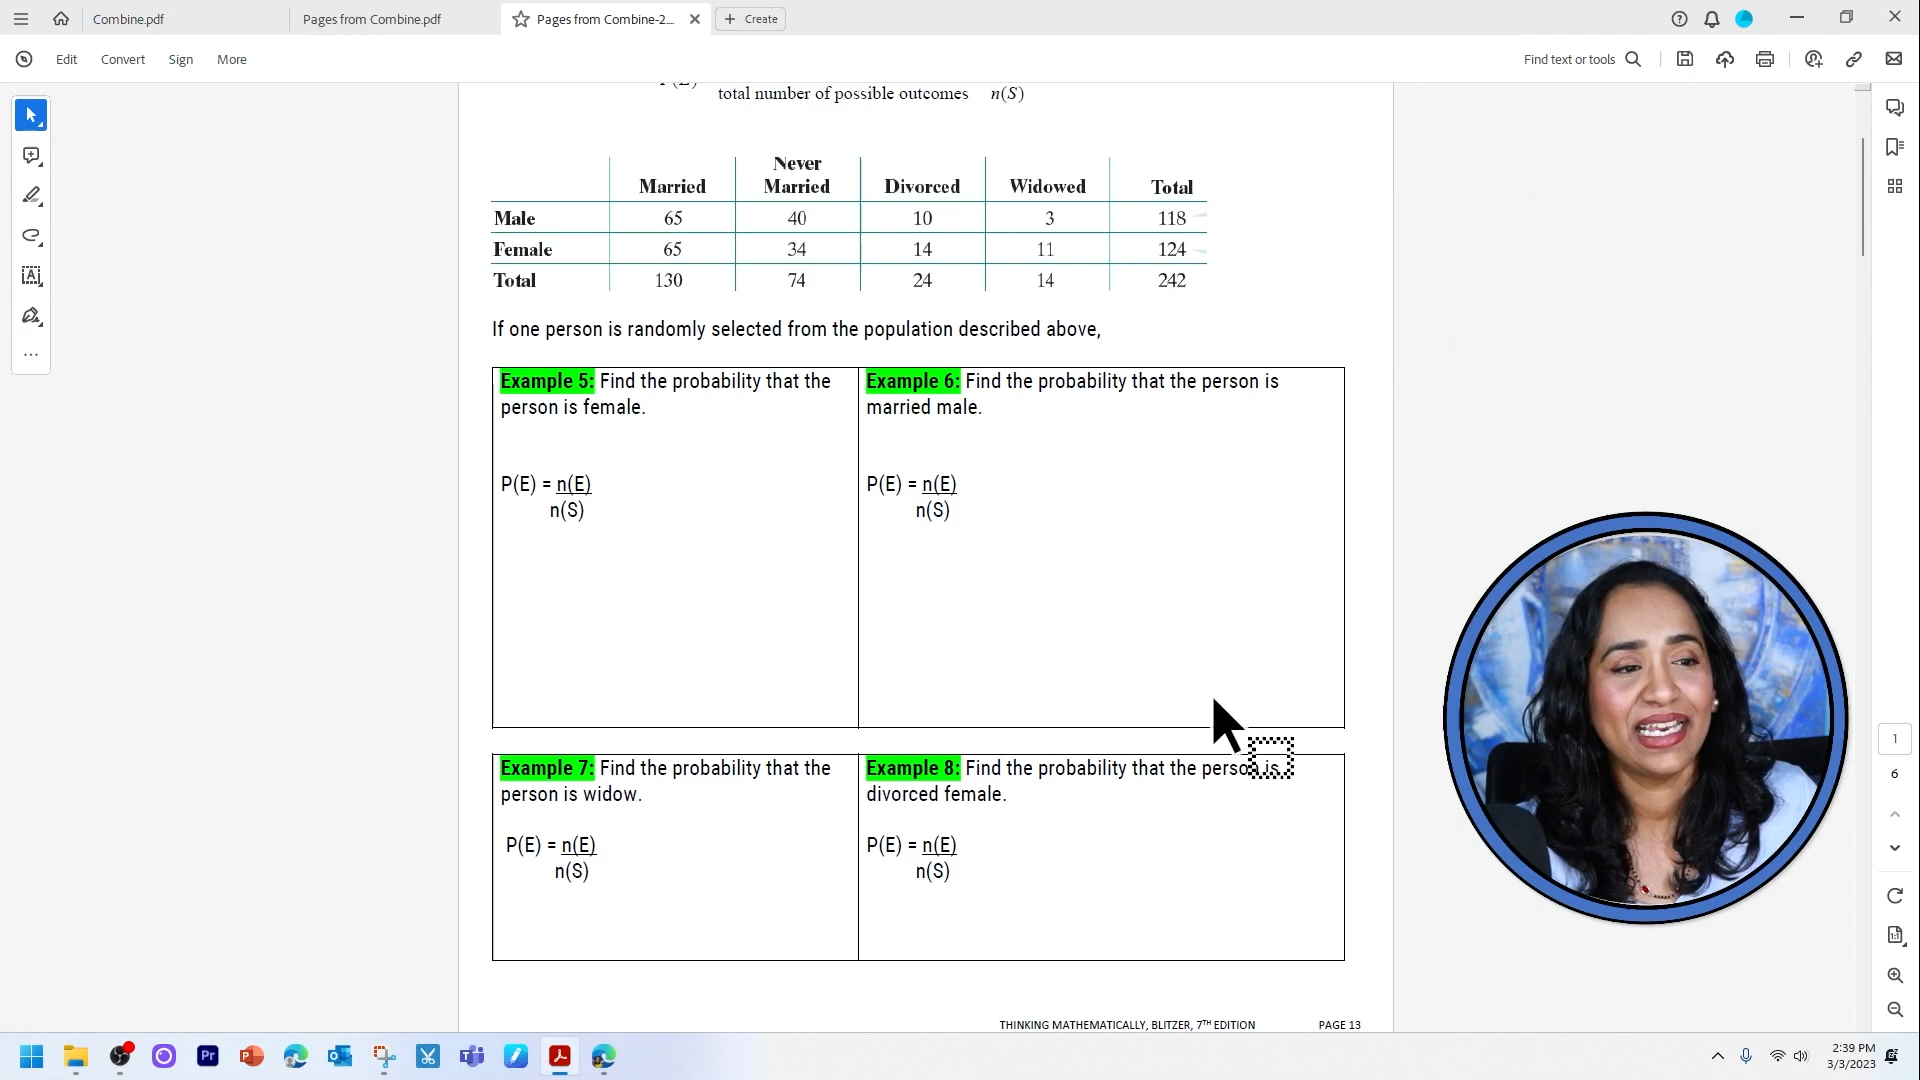 Combine.pdf
Pages from Combine.pdf
Pages from Combine-2...
Create
Edit
Convert
Sign
More
Find text or tools
total number of possible outcomes n(S)
Married Never Married Divorced Widowed Total
Male 65 40 10 3 118
Female 65 34 14 11 124
Total 130 74 24 14 242
If one person is randomly selected from the population described above,
Example 5: Find the probability that the
person is female.
P(E) = n(E)
n(S)
Example 6: Find the probability that the person is
married male.
P(E) = n(E)
n(S)
Example 7: Find the probability that the
person is widow.
P(E) = n(E)
n(S)
Example 8: Find the probability that the person is
divorced female.
P(E) = n(E)
n(S)
THINKING MATHEMATICALLY, BLITZER, 7TH EDITION PAGE 13
1
6
2:39 PM
3/3/2023